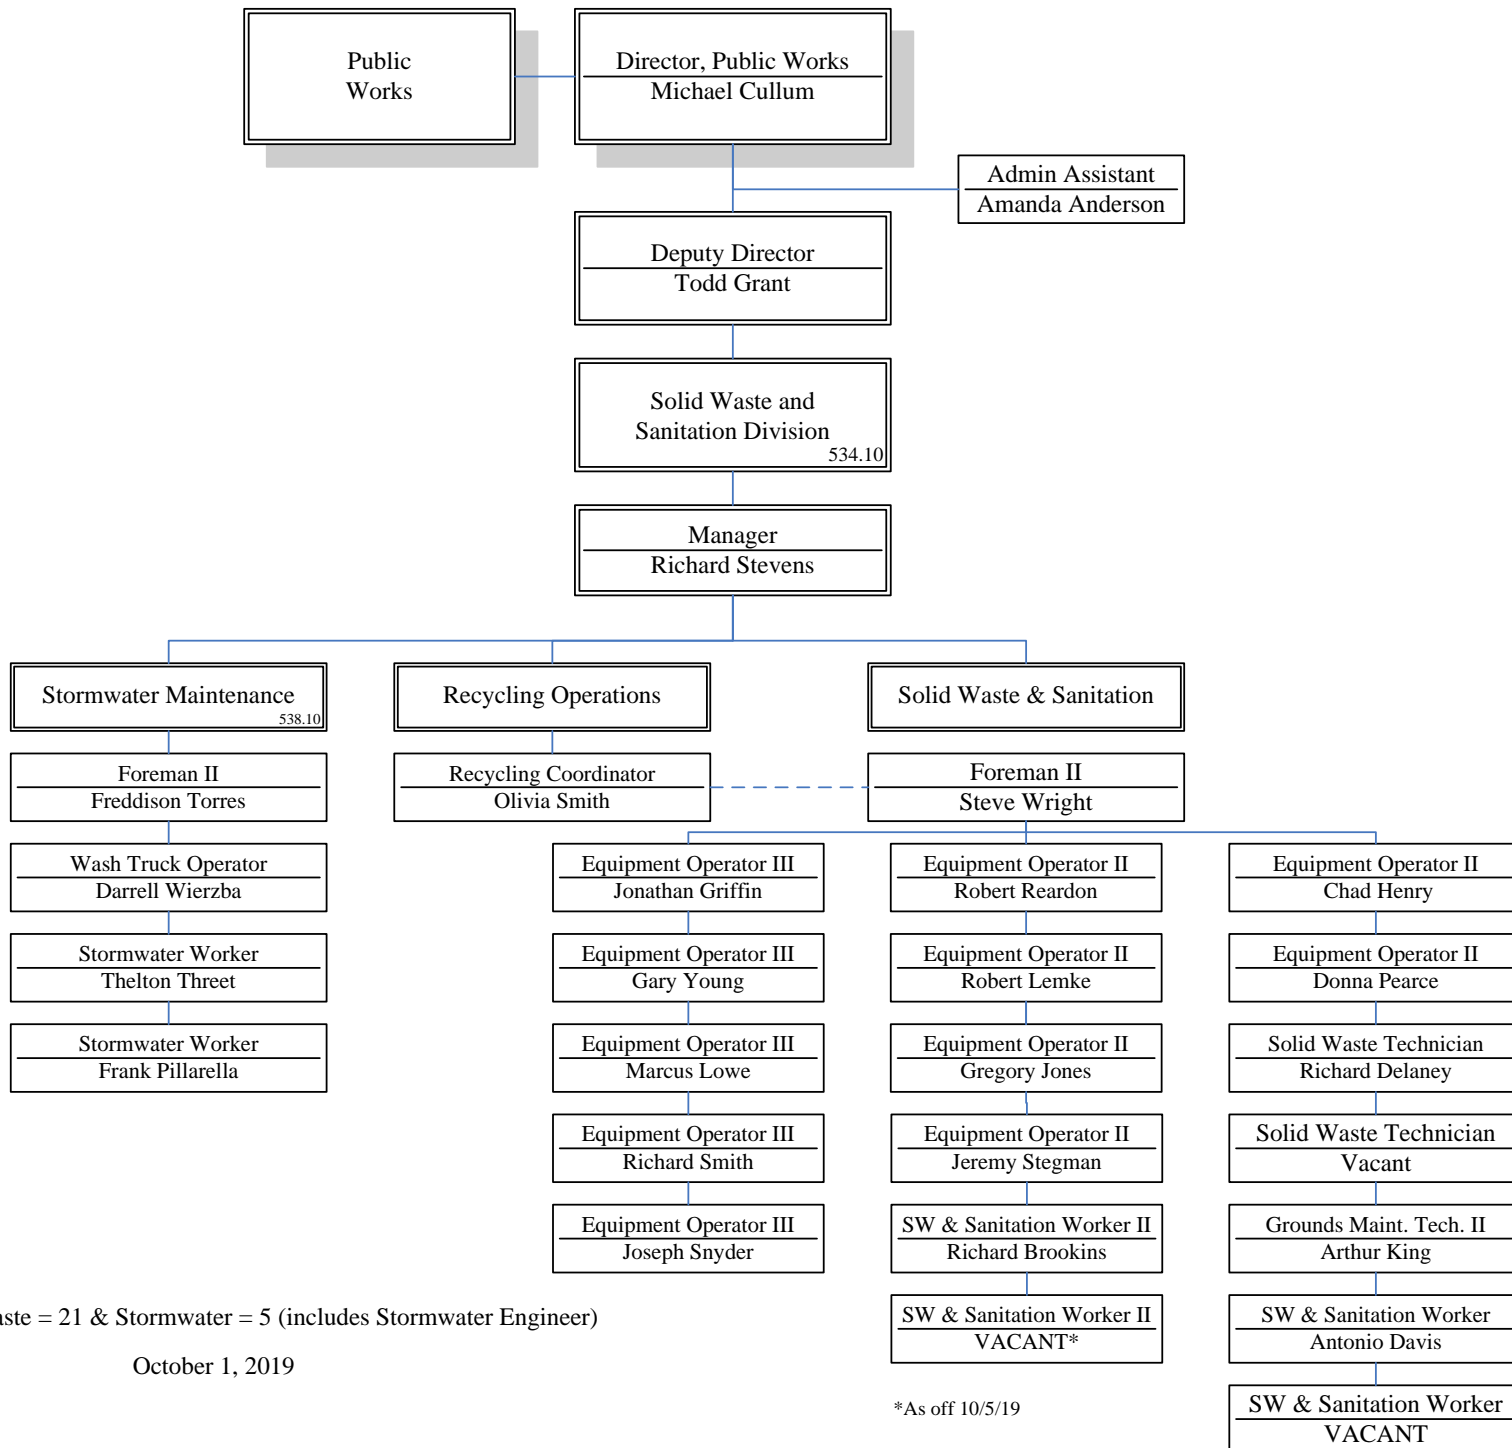 Public
Works
Director, Public Works
Michael Cullum
Admin Assistant
Amanda Anderson
Deputy Director
Todd Grant
Solid Waste and
Sanitation Division
534.10
Manager
Richard Stevens
Stormwater Maintenance
538.10
Recycling Operations
Solid Waste & Sanitation
Foreman II
Freddison Torres
Recycling Coordinator
Olivia Smith
Foreman II
Steve Wright
Wash Truck Operator
Darrell Wierzba
Stormwater Worker
Thelton Threet
Stormwater Worker
Frank Pillarella
Equipment Operator III
Jonathan Griffin
Equipment Operator III
Gary Young
Equipment Operator III
Marcus Lowe
Equipment Operator III
Richard Smith
Equipment Operator III
Joseph Snyder
Equipment Operator II
Robert Reardon
Equipment Operator II
Robert Lemke
Equipment Operator II
Gregory Jones
Equipment Operator II
Jeremy Stegman
SW & Sanitation Worker II
Richard Brookins
SW & Sanitation Worker II
VACANT*
Equipment Operator II
Chad Henry
Equipment Operator II
Donna Pearce
Solid Waste Technician
Richard Delaney
Solid Waste Technician
Vacant
Grounds Maint. Tech. II
Arthur King
SW & Sanitation Worker
Antonio Davis
SW & Sanitation Worker
VACANT
= 21 & Stormwater = 5 (includes Stormwater Engineer)
October 1, 2019
*As off 10/5/19